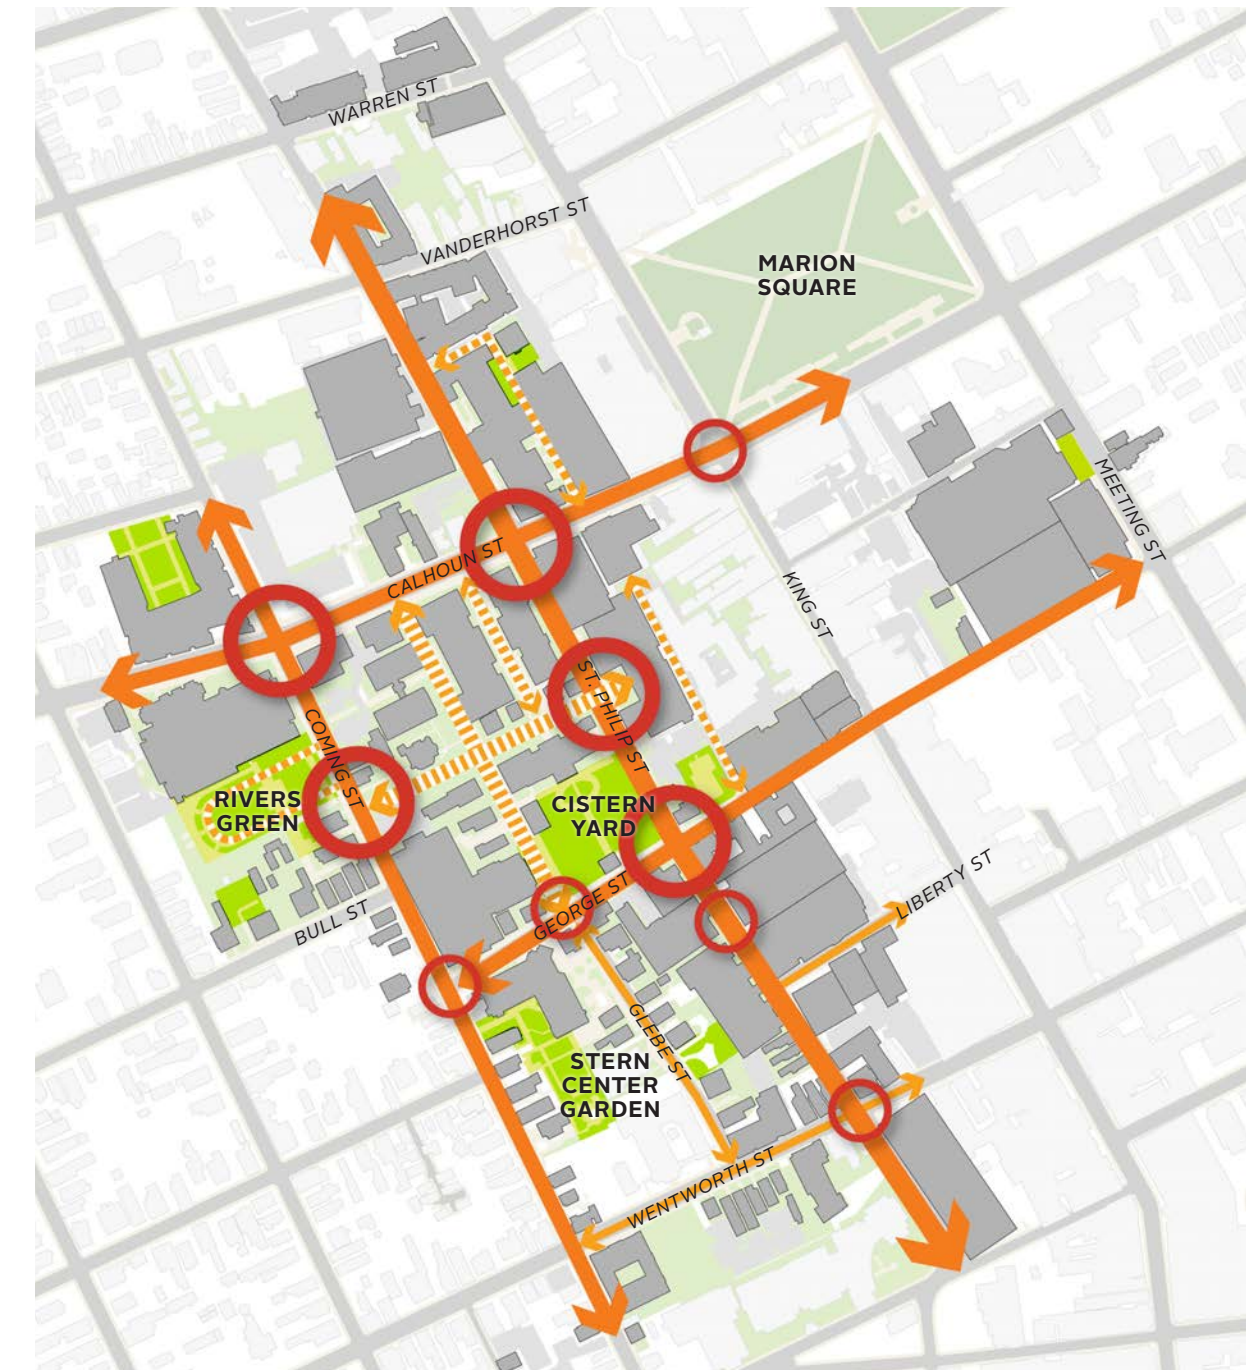 WARREN ST
VANDERHORST ST
MARION
SQUARE
MEETING ST
CALHOUN ST
KING ST
ST. PHILIP ST
COMING ST
RIVERS
GREEN
CISTERN
YARD
GEORGE ST
LIBERTY ST
BULL ST
GLEBE ST
STERN
CENTER
GARDEN
WENTWORTH ST